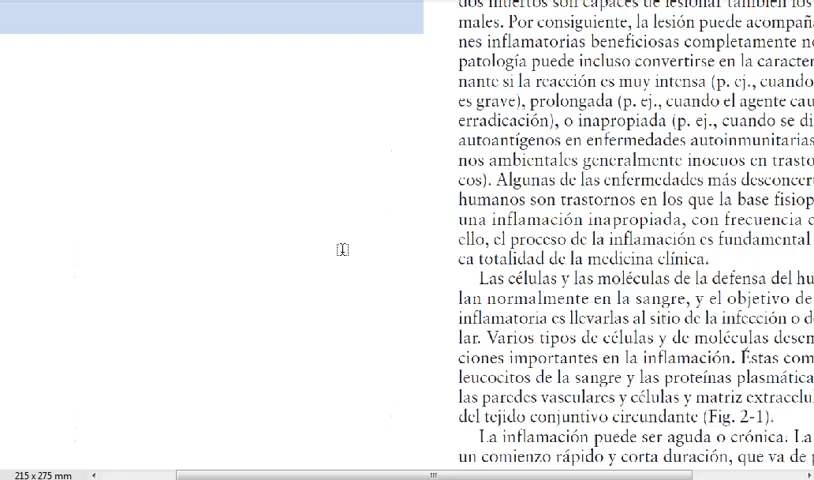 males. Por consiguiente, la lesión puede acompaña
nes inflamatorias beneficiosas completamente no
patología puede incluso convertirse en la caracter
nante si la reacción es muy intensa (p. ej., cuando
es grave), prolongada (p. ej., cuando el agente cau
erradicación), o inapropiada (p. ej., cuando se di
autoantígenos en enfermedades autoinmunitarias
nos ambientales generalmente inocuos en trasto
cos). Algunas de las enfermedades más desconcert
humanos son trastornos en los que la base fisiop
una inflamación inapropiada, con frecuencia c
ello, el proceso de la inflamación es fundamental
ca totalidad de la medicina clínica.
Las células y las moléculas de la defensa del hu
lan normalmente en la sangre, y el objetivo de
inflamatoria es llevarlas al sitio de la infección o d
lar. Varios tipos de células y de moléculas desem
ciones importantes en la inflamación. Éstas com
leucocitos de la sangre y las proteínas plasmática
las paredes vasculares y células y matriz extracelu
del tejido conjuntivo circundante (Fig. 2-1).
La inflamación puede ser aguda o crónica. La
un comienzo rápido y corta duración, que va de p
215 x 275 mm